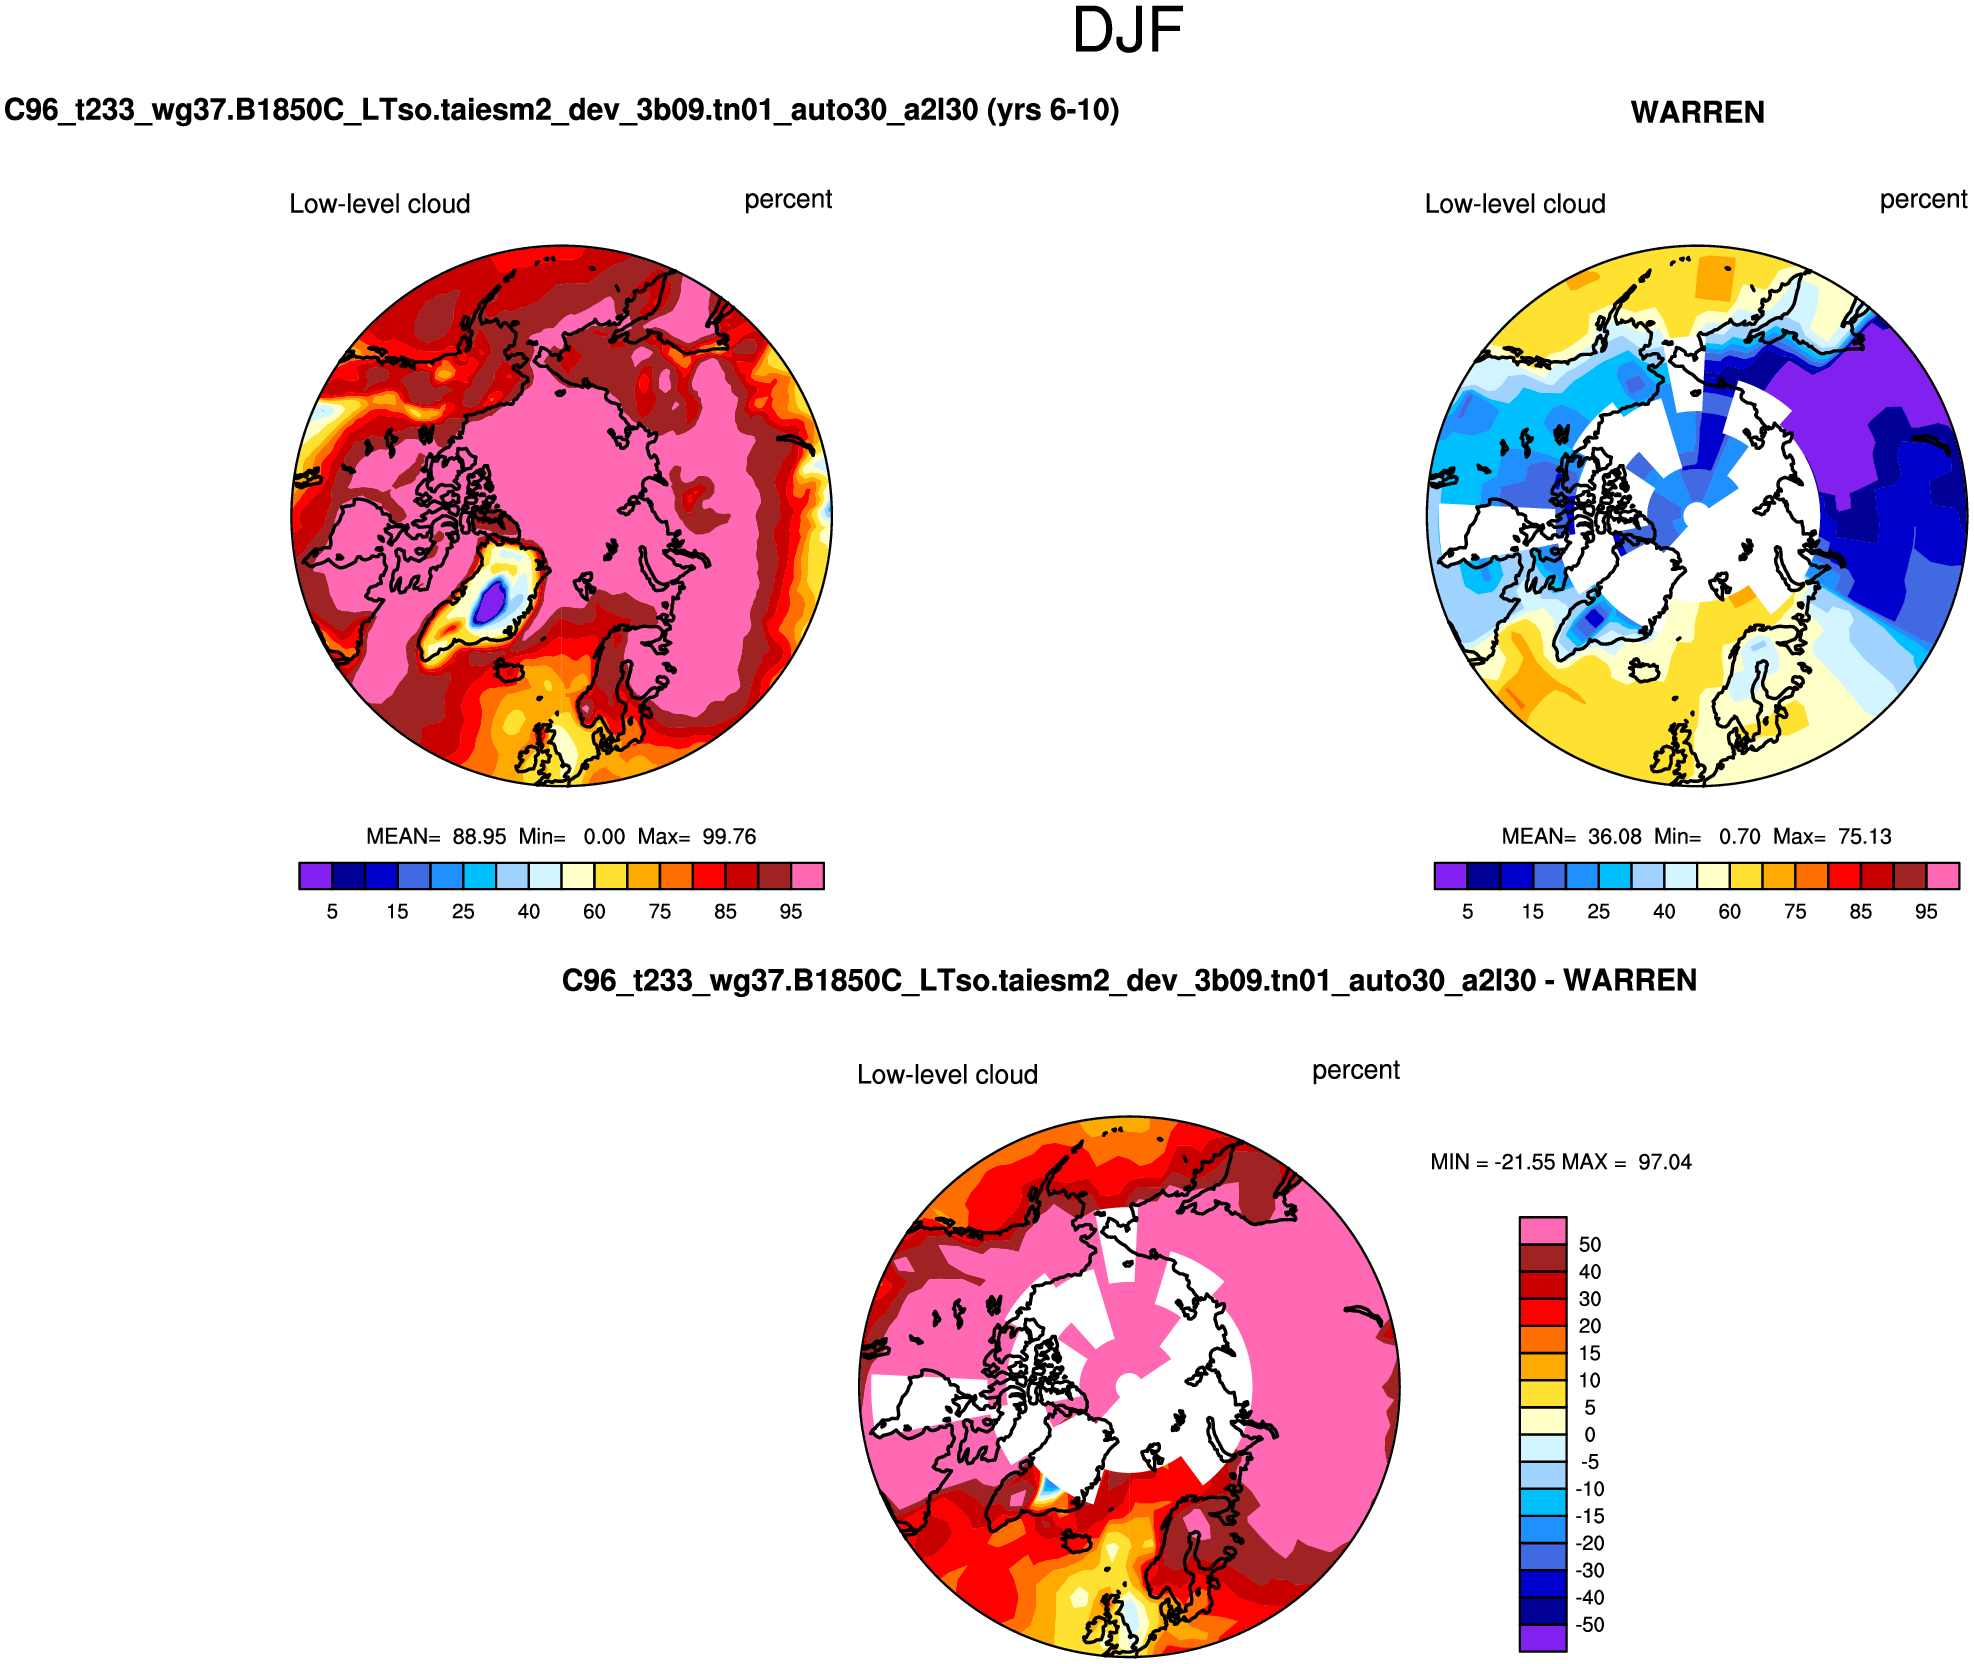 DJF
C96_t233_wg37.B1850C_LTso.taiesm2_dev_3b09.tn01_auto30_a2l30 (yrs 6-10)
WARREN
Low-level cloud percent
Low-level cloud percent
MEAN= 88.95 Min= 0.00 Max= 99.76
MEAN= 36.08 Min= 0.70 Max= 75.13
5 15 25 40 60 75 85 95
5 15 25 40 60 75 85 95
C96_t233_wg37.B1850C_LTso.taiesm2_dev_3b09.tn01_auto30_a2l30 - WARREN
Low-level cloud percent
MIN = -21.55 MAX = 97.04
50
40
30
20
15
10
5
0
-5
-10
-15
-20
-30
-40
-50